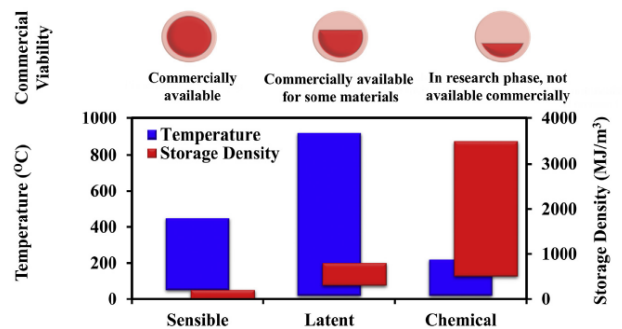 Commercial
Viability
Commercially
available
Commercially available
for some materials
In research phase, not
available commercially
Temperature (⁰C)
1000
800
600
400
200
0
Temperature
Storage Density
4000
3000
2000
1000
0
Storage Density (MJ/m³)
Sensible
Latent
Chemical